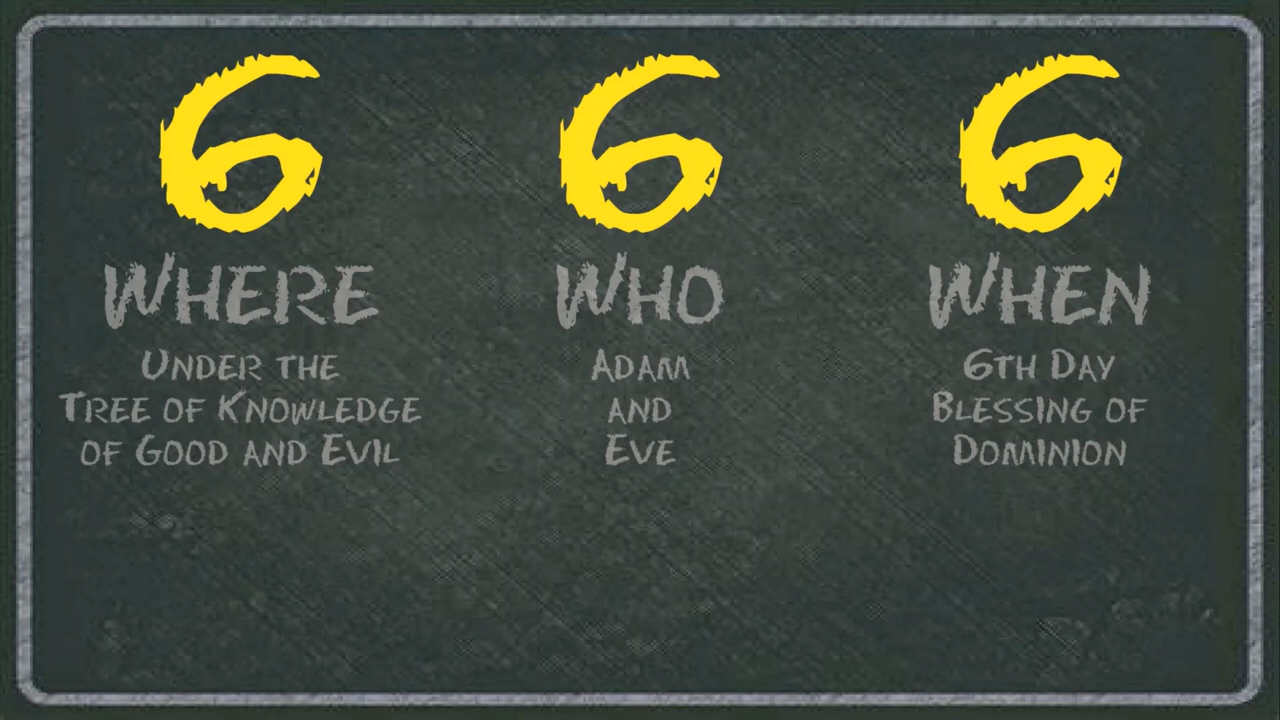 6 6 6
WHERE WHO WHEN
UNDER THE ADAM 6TH DAY
TREE OF KNOWLEDGE AND BLESSING OF
OF GOOD AND EVIL EVE DOMINION